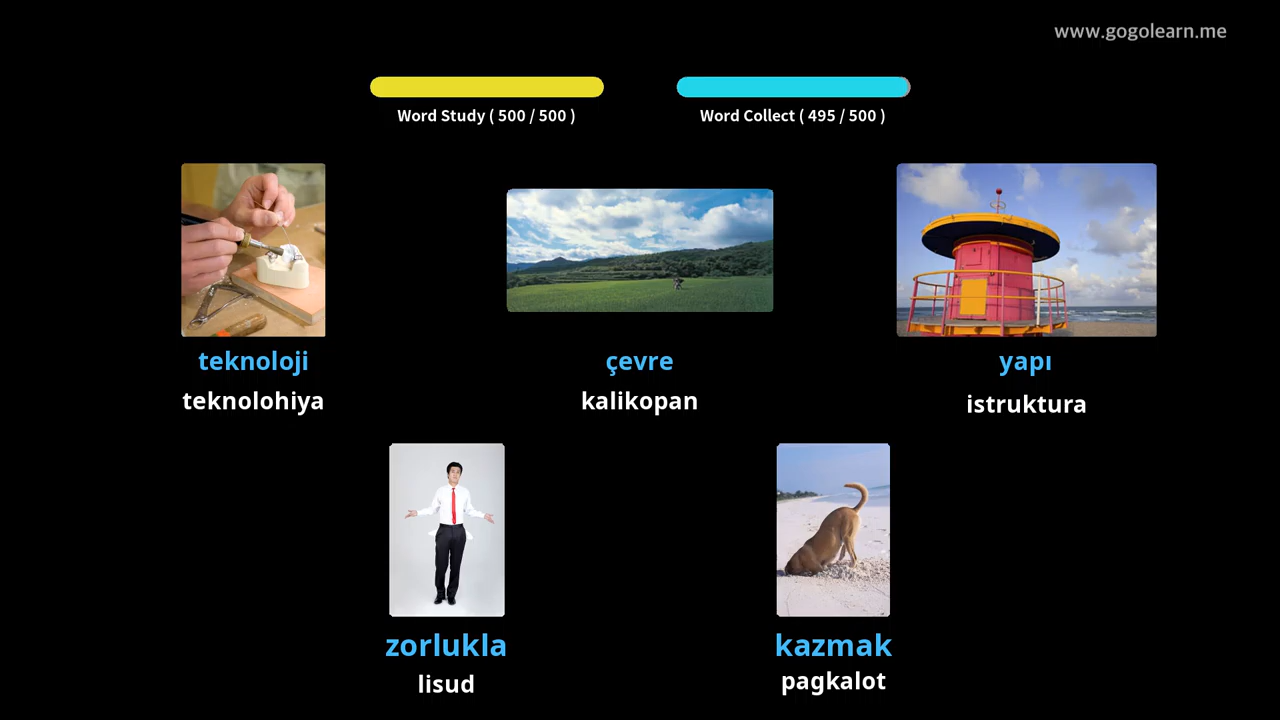 www.gogolearn.me
Word Study ( 500 / 500 )
Word Collect ( 495 / 500 )
teknoloji
teknolohiya
çevre
kalikopan
yapı
istruktura
zorlukla
lisud
kazmak
pagkalot